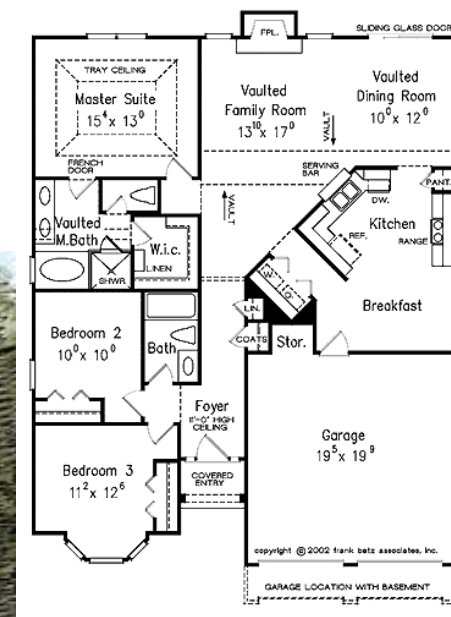 FPL.
SLIDING GLASS DOOR
TRAY CEILING
Master Suite
15⁴x 13⁰
Vaulted
Family Room
13¹⁰x 17⁰
Vaulted
Dining Room
10⁰x 12⁰
VAULT
FRENCH
DOOR
SERVING
BAR
DW.
PANT.
VAULT
Vaulted
M.Bath
W.i.c.
LINEN
SHWR.
Kitchen
REF.
RANGE
W.
D.
Breakfast
Bedroom 2
10⁰x 10⁰
Bath
LIN.
COATS
Stor.
Foyer
11'-0" HIGH
CEILING
Garage
19⁵x 19⁹
Bedroom 3
11²x 12⁶
COVERED
ENTRY
copyright © 2002 frank betz associates, inc.
GARAGE LOCATION WITH BASEMENT